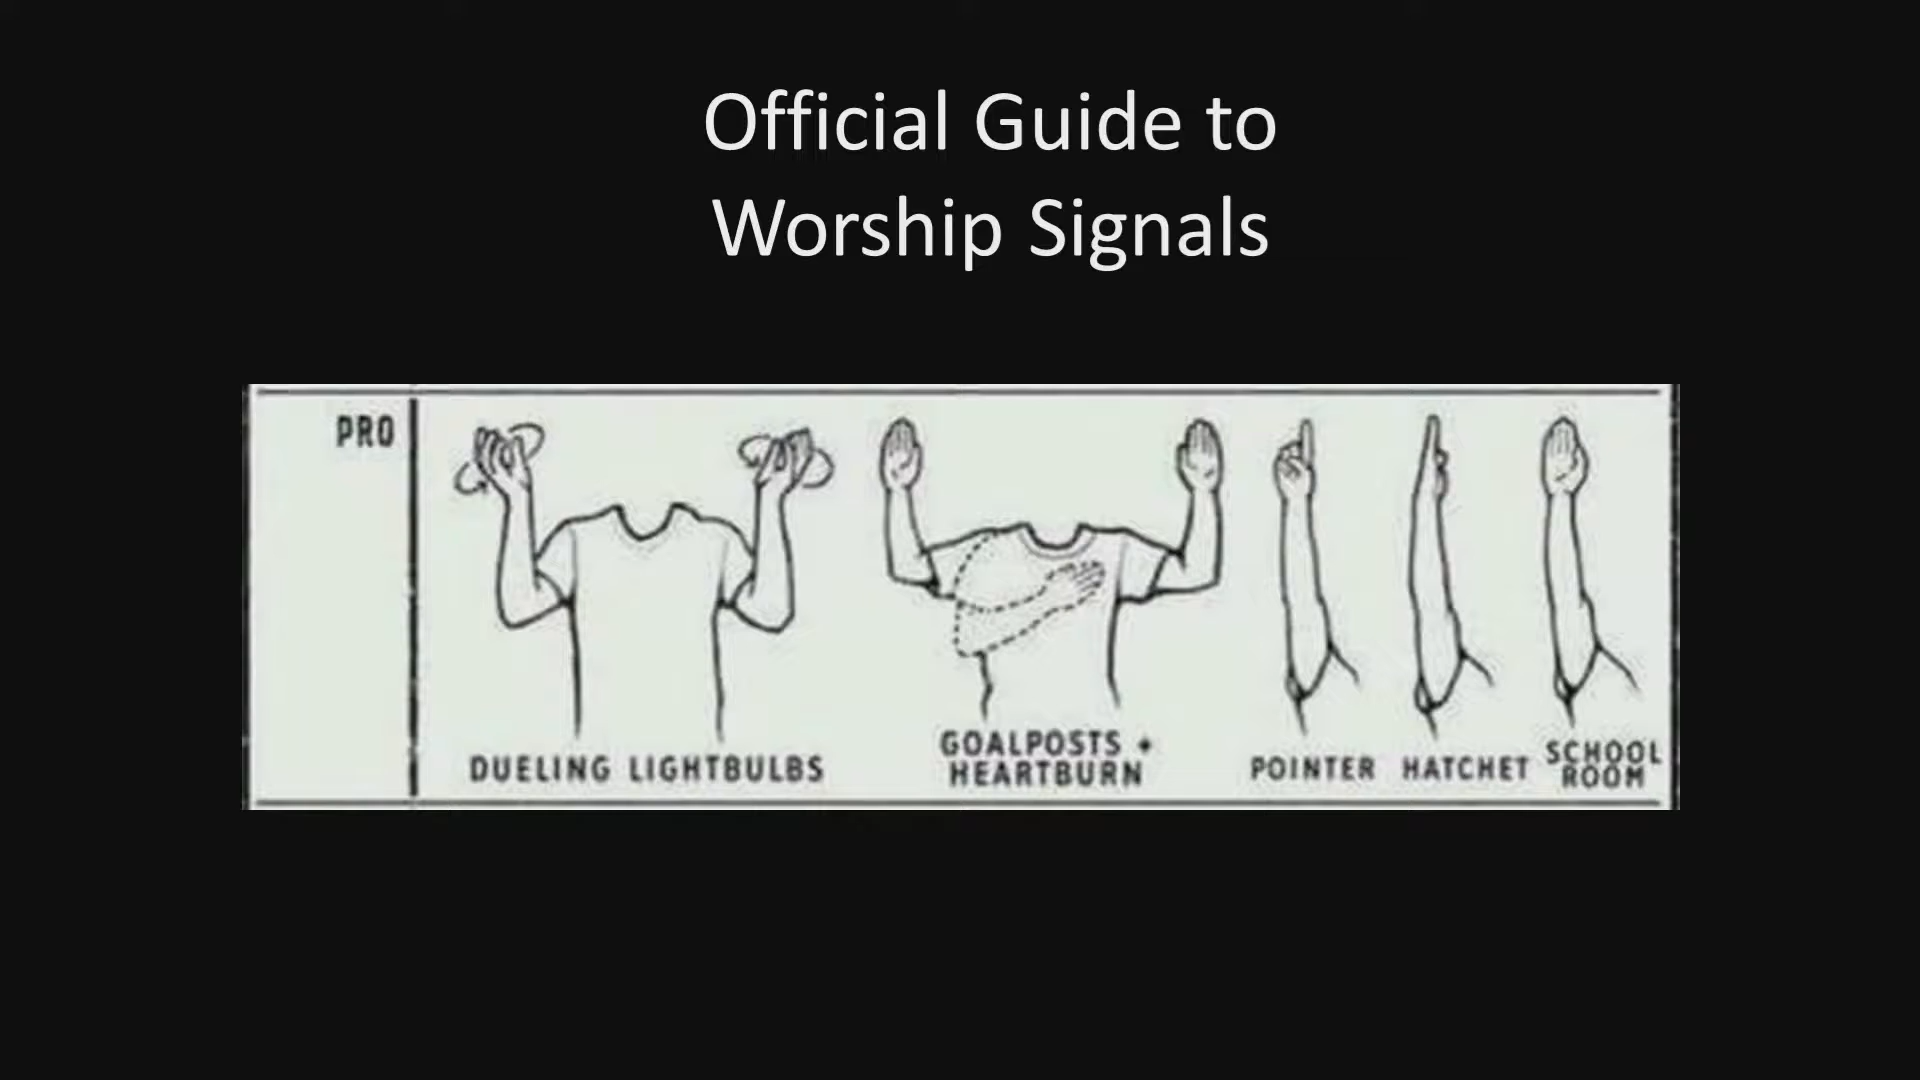 Official Guide to
Worship Signals
PRO
DUELING LIGHTBULBS
GOALPOSTS +
HEARTBURN
POINTER
HATCHET
SCHOOL
ROOM